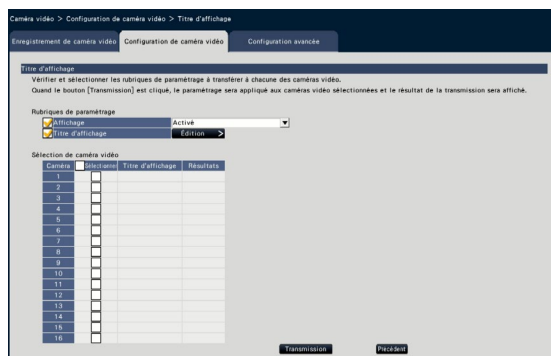 Caméra vidéo > Configuration de caméra vidéo > Titre d'affichage
Enregistrement de caméra vidéo Configuration de caméra vidéo Configuration avancée
Titre d'affichage
Vérifier et sélectionner les rubriques de paramétrage à transférer à chacune des caméras vidéo.
Quand le bouton [Transmission] est cliqué, le paramétrage sera appliqué aux caméras vidéo sélectionnées et le résultat de la transmission sera affiché.
Rubriques de paramétrage
Affichage Activé
Titre d'affichage Édition >
Sélection de caméra vidéo
Caméra Sélectionner Titre d'affichage Résultats
1
2
3
4
5
6
7
8
9
10
11
12
13
14
15
16
Transmission Précédent